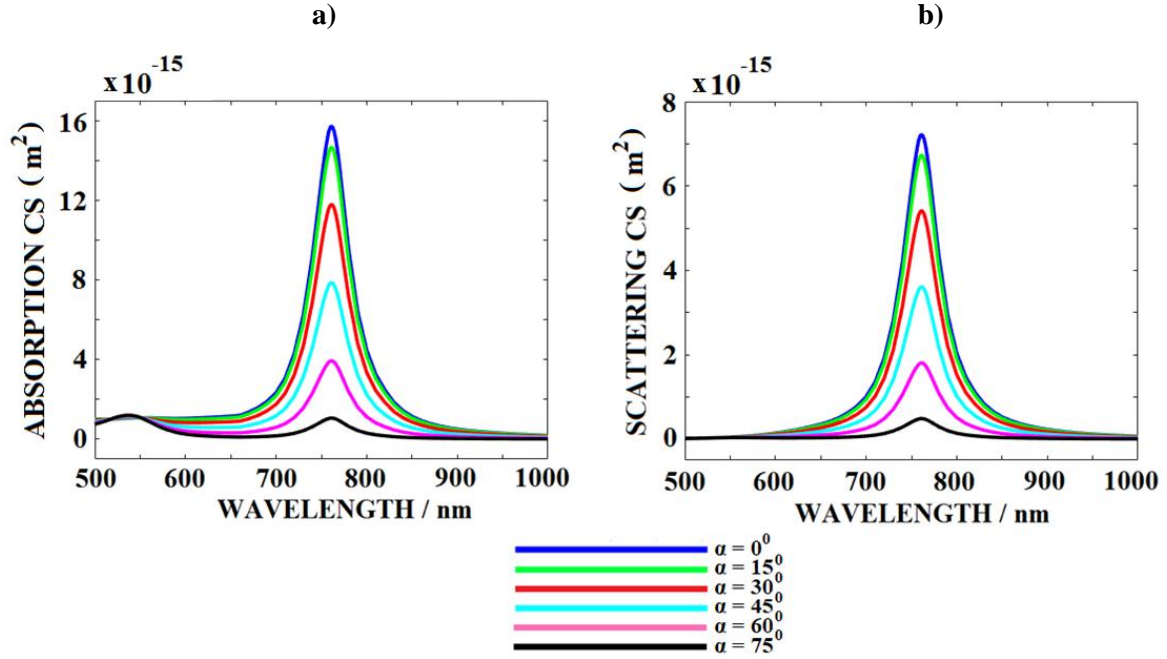 a)
b)
x 10-15
x 10-15
ABSORPTION CS ( m2)
16
12
8
4
0
500 600 700 800 900 1000
WAVELENGTH / nm
SCATTERING CS ( m2)
8
6
4
2
0
500 600 700 800 900 1000
WAVELENGTH / nm
α = 0⁰
α = 15⁰
α = 30⁰
α = 45⁰
α = 60⁰
α = 75⁰